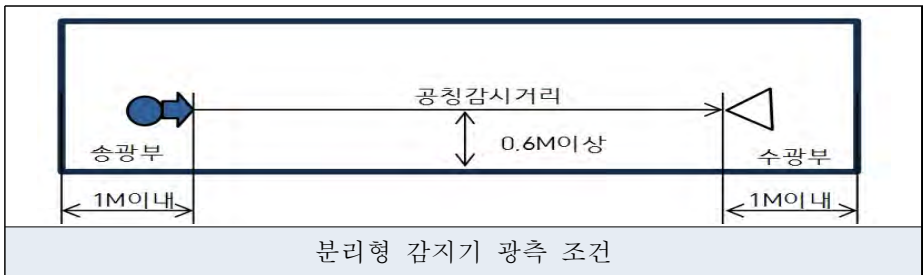 공칭감시거리
0.6M이상
송광부
수광부
1M이내
1M이내
분리형 감지기 광측 조건